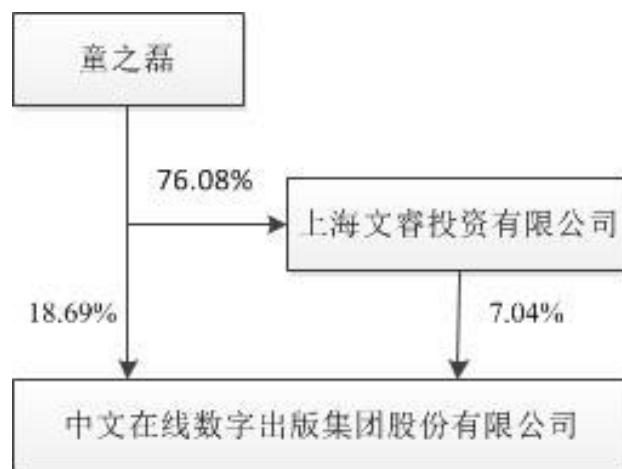 童之磊
76.08%
上海文睿投资有限公司
18.69%
7.04%
中文在线数字出版集团股份有限公司